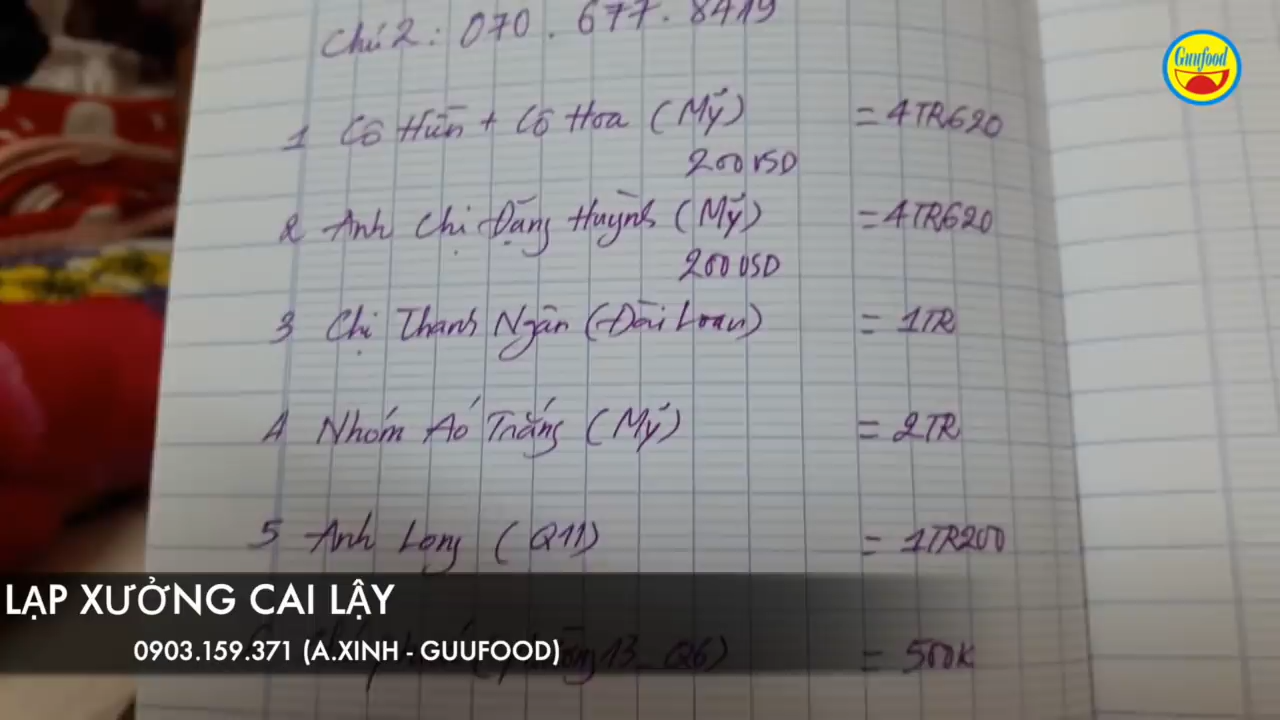 Chú 2: 070.677.8419
Guufood
1 Cô Hiền + Cô Hoa (Mỹ) = 4TR620
200 USD
2 Anh Chị Đặng Huỳnh (Mỹ) = 4TR620
200 USD
3 Chị Thanh Ngân (Đài Loan) = 1TR
4 Nhóm Áo Trắng (Mỹ) = 2TR
5 Anh Long (Q11) = 1TR200
LẠP XƯỞNG CAI LẬY
0903.159.371 (A.XINH - GUUFOOD)
13 Q6) = 500K